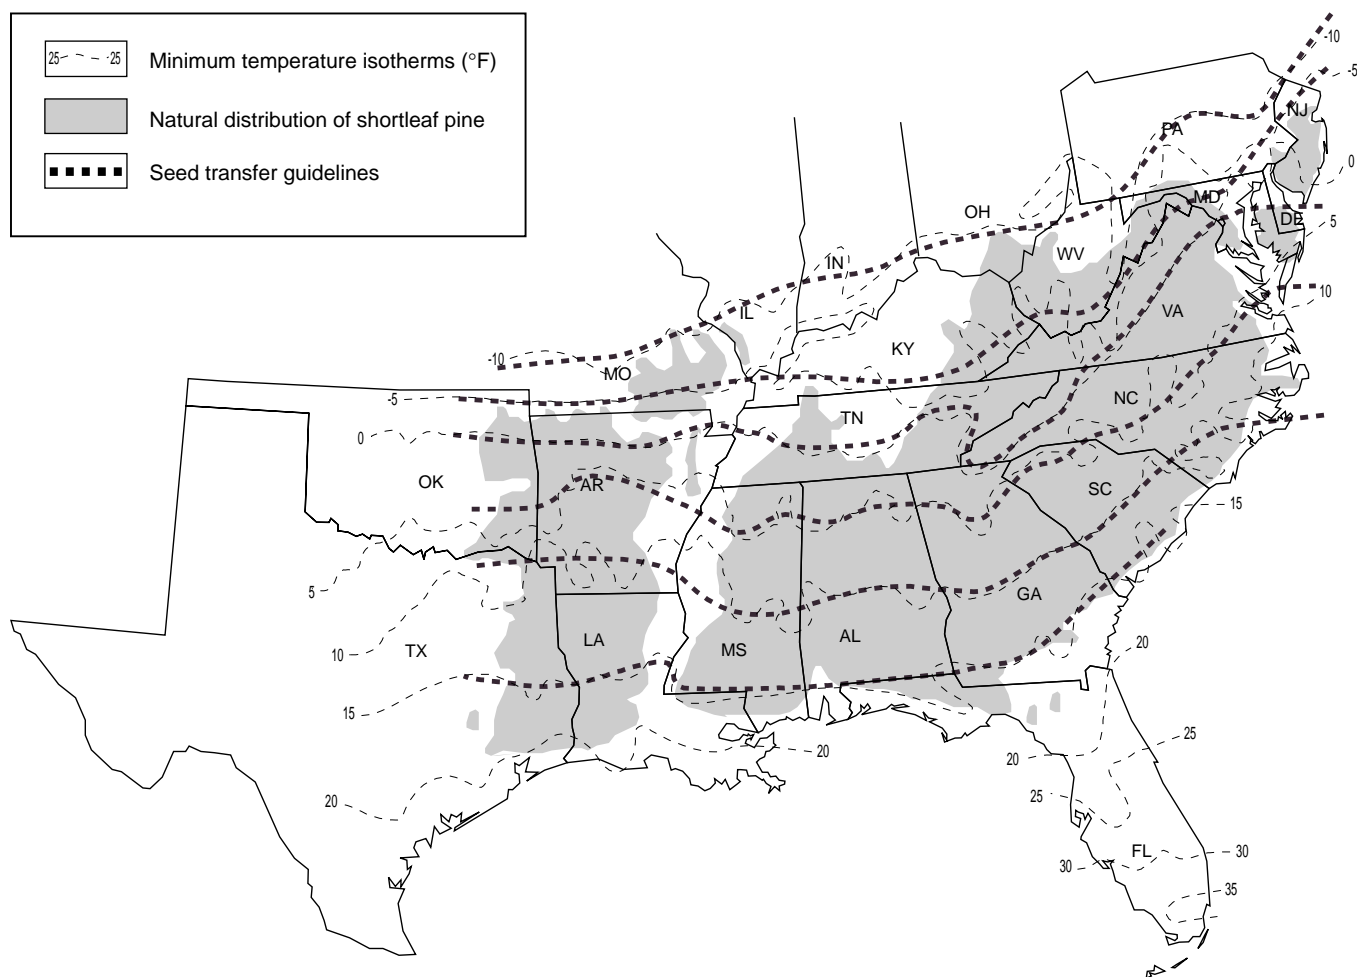 25 25 Minimum temperature isotherms (°F)
Natural distribution of shortleaf pine
Seed transfer guidelines
-10
-5
NJ
PA
0
MD
OH
DE
5
WV
IN
10
VA
IL
KY
-10
MO
-5
NC
TN
0
OK
AR
SC
15
5
GA
LA
AL
MS
TX
10
20
15
25
20
20
25
20
FL
30
30
35